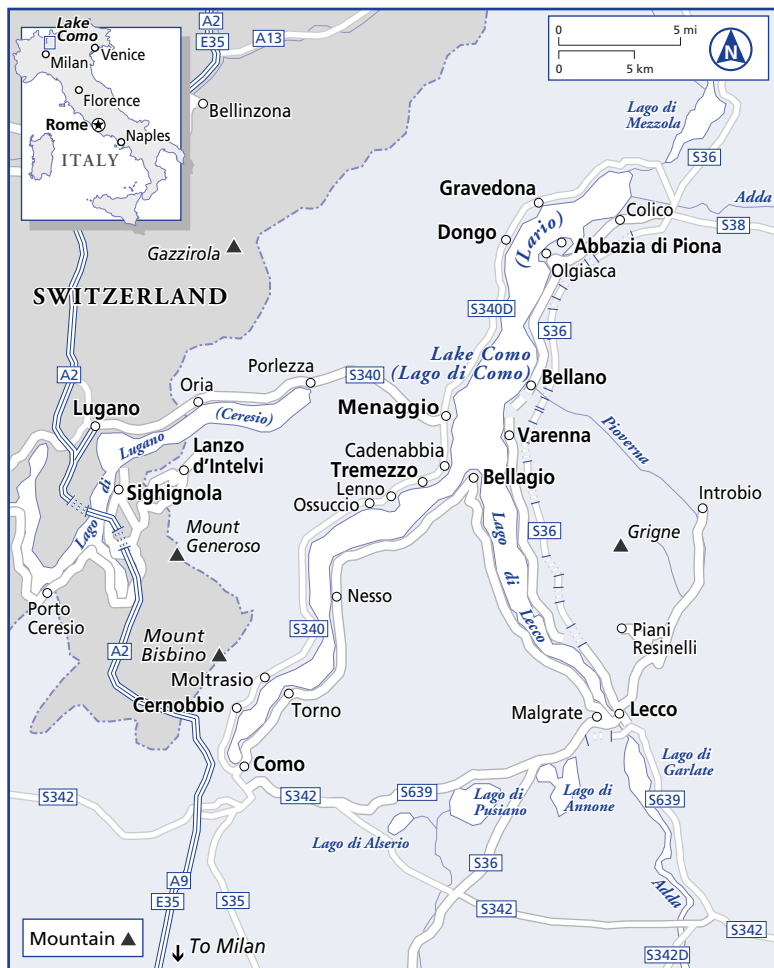 Lake
Como
Milan
Venice
Florence
Rome
Naples
ITALY
A2
E35
A13
Bellinzona
0
5 mi
0
5 km
N
Lago di
Mezzola
S36
Adda
S38
Colico
Gravedona
Dongo
(Lario)
Abbazia di Piona
Olgiasca
Gazzirola
SWITZERLAND
S340D
S36
Lake Como
(Lago di Como)
Bellano
A2
Porlezza
S340
Oria
(Ceresio)
Lugano
Menaggio
Varenna
Pioverna
Lago di Lugano
Lanzo
d'Intelvi
Cadenabbia
Tremezzo
Lenno
Ossuccio
Bellagio
Sighignola
Introbio
Mount
Generoso
Lago di Lecco
S36
Grigne
Porto
Ceresio
Nesso
S340
Piani
Resinelli
A2
Mount
Bisbino
Moltrasio
Cernobbio
Torno
Malgrate
Lecco
Como
Lago di
Garlate
S342
S342
S639
Lago di
Pusiano
Lago di
Annone
S639
Lago di Alserio
S36
A9
E35
S35
S342
Adda
S342
S342D
Mountain
To Milan